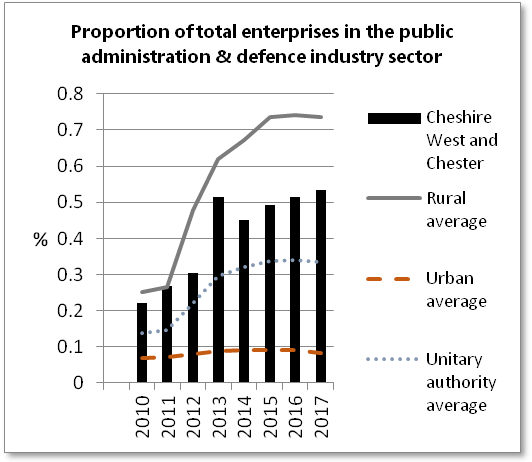 Proportion of total enterprises in the public
administration & defence industry sector
0.8
0.7
0.6
0.5
0.4
0.3
0.2
0.1
0
%
2010
2011
2012
2013
2014
2015
2016
2017
Cheshire
West and
Chester
Rural
average
Urban
average
Unitary
authority
average